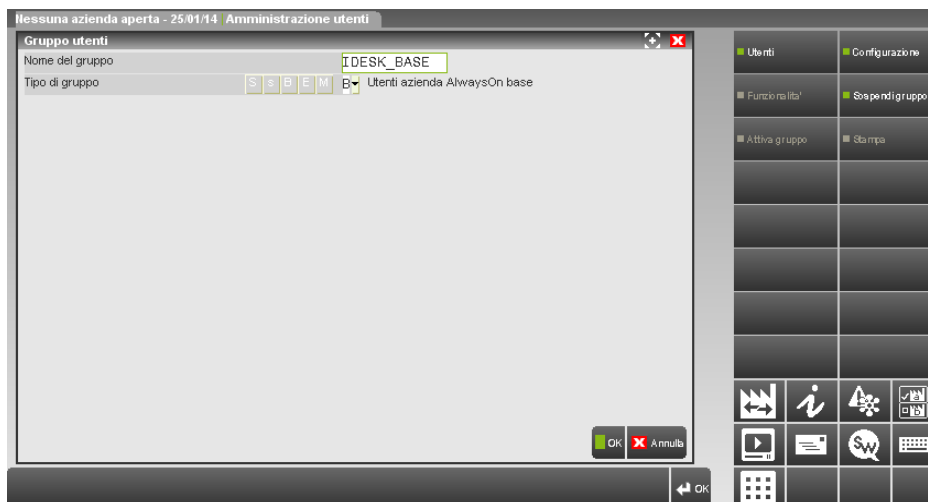 Nessuna azienda aperta - 25/01/14 Amministrazione utenti
Gruppo utenti
Nome del gruppo IDESK_BASE
Tipo di gruppo S s B E M B Utenti azienda AlwaysOn base
OK Annulla
OK
Utenti Configurazione
Funzionalita' Sospendi gruppo
Attiva gruppo Stampa
i
SW